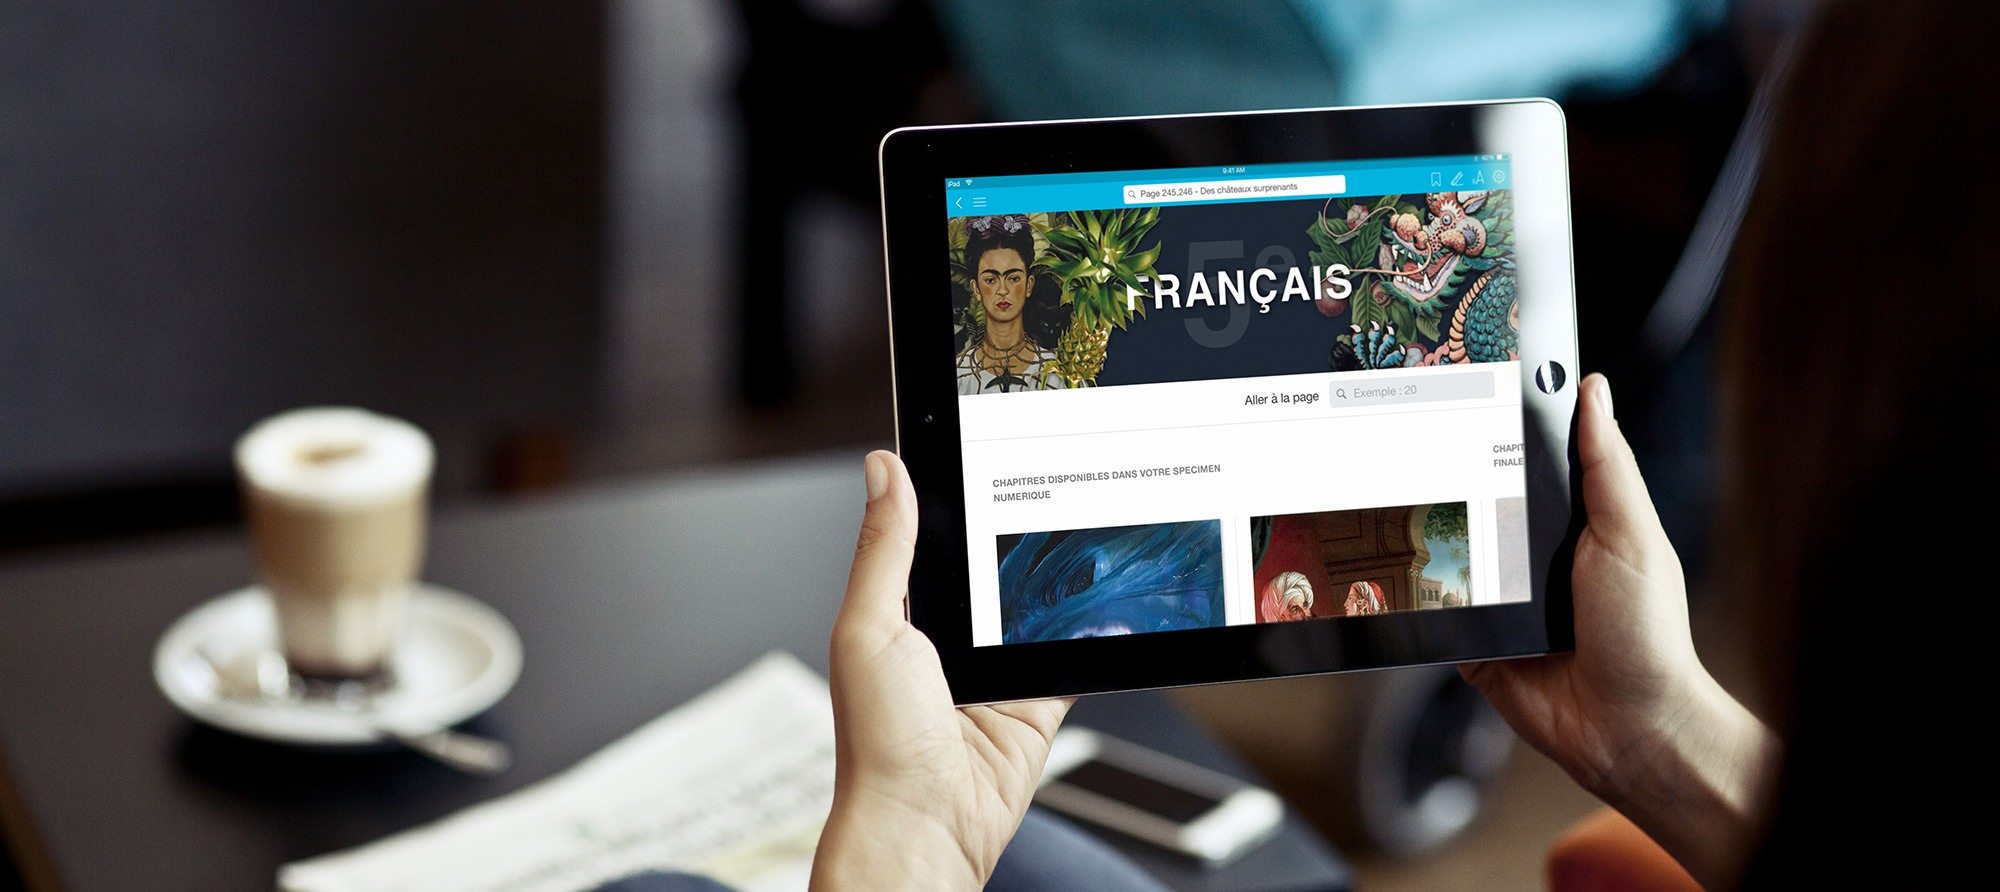 iPad
9:41 AM
42%
Page 245,246 - Des châteaux surprenants
5e
FRANÇAIS
Aller à la page
Exemple : 20
CHAPITRES DISPONIBLES DANS VOTRE SPECIMEN
NUMERIQUE
CHAPIT
FINALE